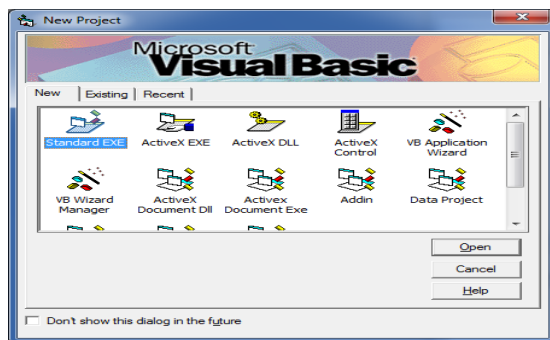 New Project
Microsoft
Visual Basic
New Existing Recent
Standard EXE ActiveX EXE ActiveX DLL ActiveX Control VB Application Wizard
VB Wizard Manager ActiveX Document Dll Activex Document Exe Addin Data Project
Open
Cancel
Help
Don't show this dialog in the future